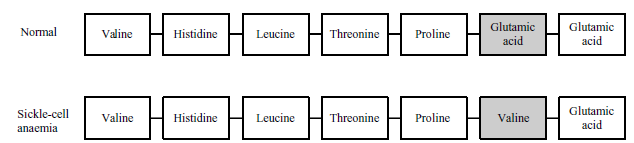 Normal
Valine Histidine Leucine Threonine Proline Glutamic acid Glutamic acid
Sickle-cell anaemia
Valine Histidine Leucine Threonine Proline Valine Glutamic acid